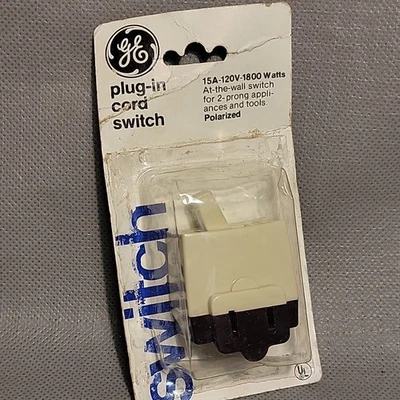 GE
plug-in
cord
switch
15A-120V-1800 Watts
At-the-wall switch
for 2-prong appli-
ances and tools.
Polarized
switch
UL